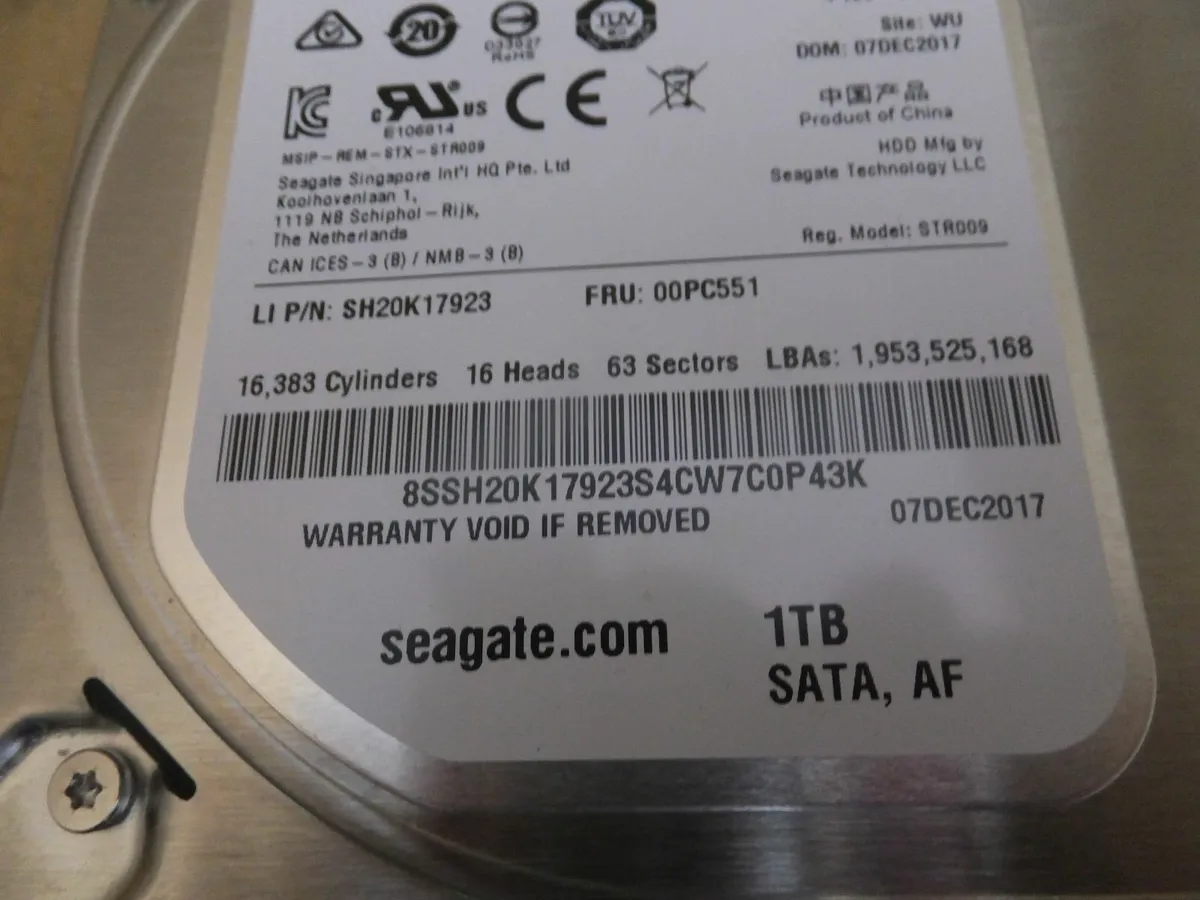 20
TUV
Site: WU
DOM: 07DEC2017
RoHS
中国产品
Product of China
c RU US
CE
E106814
MSIP-REM-STX-STR009
HDD Mfg by
Seagate Technology LLC
Seagate Singapore Int'l HQ Pte. Ltd
Koolhovenlaan 1,
1119 NB Schiphol-Rijk,
The Netherlands
Reg. Model: STR009
CAN ICES-3 (B) / NMB-3 (B)
LI P/N: SH20K17923 FRU: 00PC551
16,383 Cylinders 16 Heads 63 Sectors LBAs: 1,953,525,168
8SSH20K17923S4CW7C0P43K
WARRANTY VOID IF REMOVED 07DEC2017
seagate.com 1TB
SATA, AF